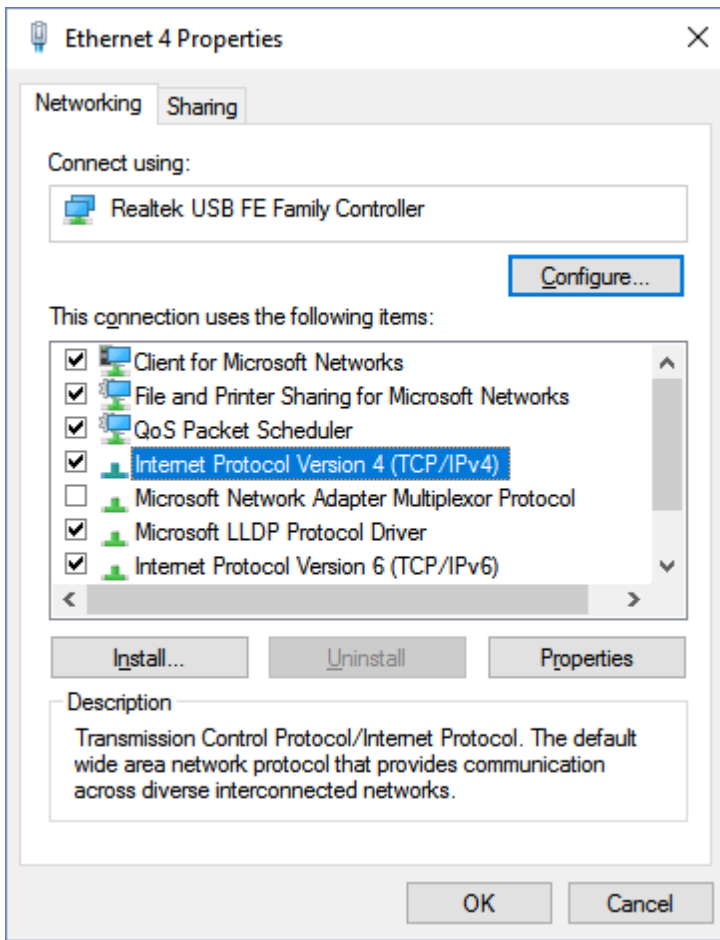 Ethernet 4 Properties
Networking
Sharing
Connect using:
Realtek USB FE Family Controller
Configure...
This connection uses the following items:
Client for Microsoft Networks
File and Printer Sharing for Microsoft Networks
QoS Packet Scheduler
Internet Protocol Version 4 (TCP/IPv4)
Microsoft Network Adapter Multiplexor Protocol
Microsoft LLDP Protocol Driver
Internet Protocol Version 6 (TCP/IPv6)
Install...
Uninstall
Properties
Description
Transmission Control Protocol/Internet Protocol. The default
wide area network protocol that provides communication
across diverse interconnected networks.
OK
Cancel